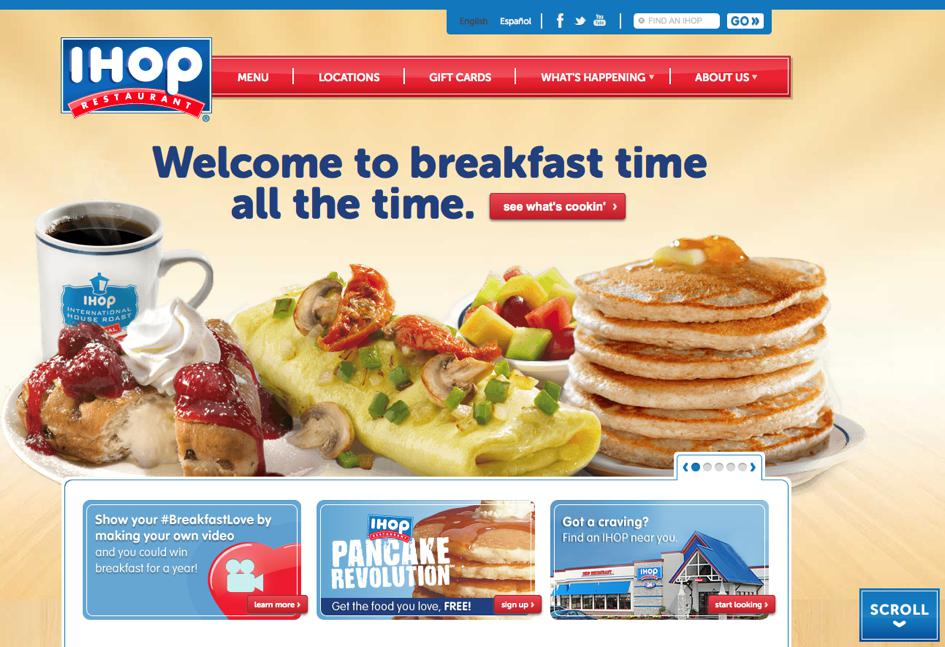 English Español
FIND AN IHOP GO
IHOP
RESTAURANT
MENU LOCATIONS GIFT CARDS WHAT'S HAPPENING ABOUT US
Welcome to breakfast time
all the time.
see what's cookin'
IHOP
INTERNATIONAL
HOUSE ROAST
Show your #BreakfastLove by
making your own video
and you could win
breakfast for a year!
learn more
IHOP
RESTAURANT
PANCAKE
REVOLUTION
Get the food you love, FREE!
sign up
Got a craving?
Find an IHOP near you.
IHOP
start looking
SCROLL